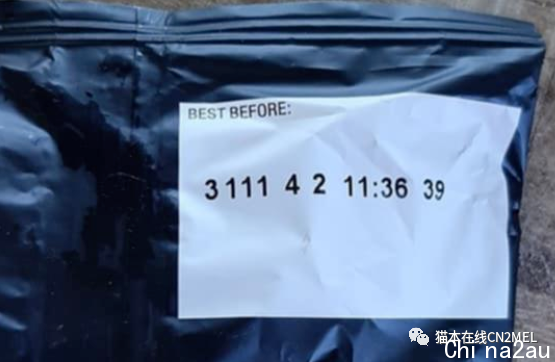 BEST BEFORE:
3111 4 2 11:36 39
猫本在线CN2MEL
Chi na2au